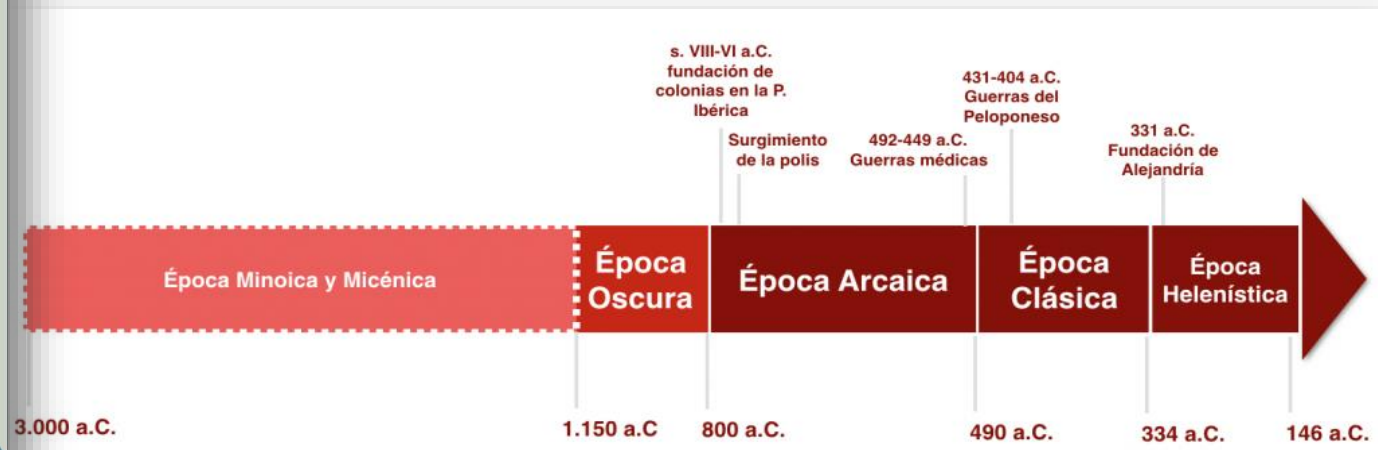 s. VIII-VI a.C.
fundación de
colonias en la P.
Ibérica
Surgimiento
de la polis
492-449 a.C.
Guerras médicas
431-404 a.C.
Guerras del
Peloponeso
331 a.C.
Fundación de
Alejandría
Época Minoica y Micénica
Época
Oscura
Época Arcaica
Época
Clásica
Época
Helenística
3.000 a.C.
1.150 a.C
800 a.C.
490 a.C.
334 a.C.
146 a.C.